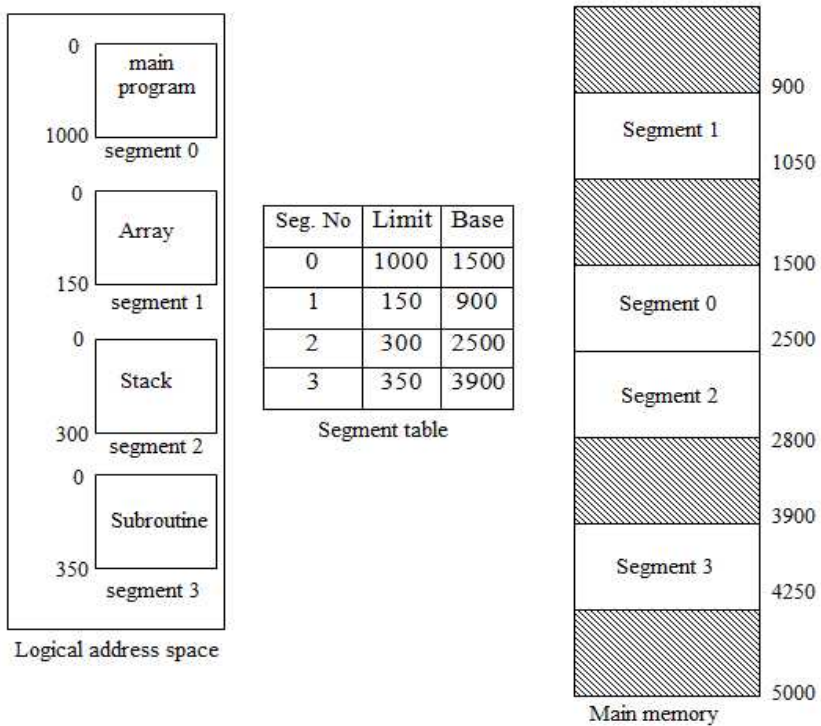 0
main
program
1000
segment 0
0
Array
150
segment 1
0
Stack
300
segment 2
0
Subroutine
350
segment 3
Logical address space
Seg. No Limit Base
0 1000 1500
1 150 900
2 300 2500
3 350 3900
Segment table
900
Segment 1
1050
1500
Segment 0
2500
Segment 2
2800
3900
Segment 3
4250
5000
Main memory